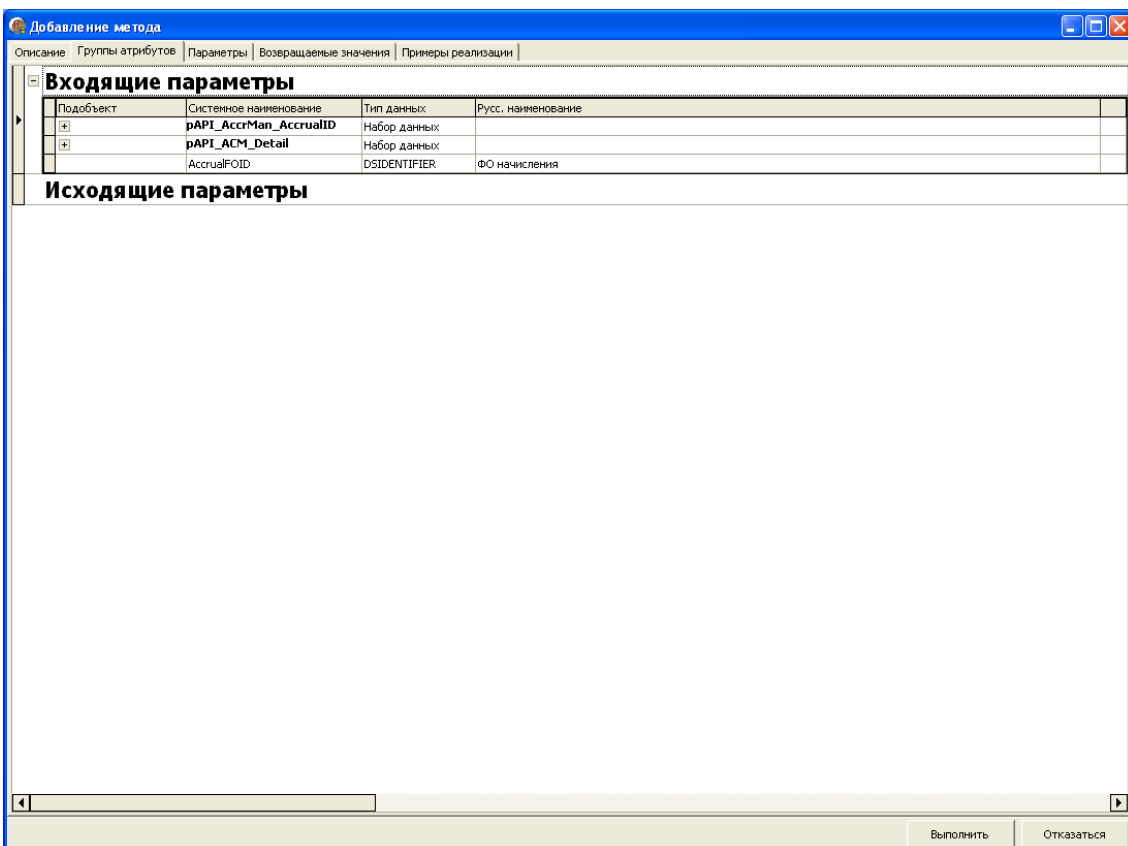 Добавление метода
Описание Группы атрибутов Параметры Возвращаемые значения Примеры реализации
Входящие параметры
Подобъект Системное наименование Тип данных Русс. наименование
pAPI_AccrMan_AccrualID Набор данных
pAPI_ACM_Detail Набор данных
AccrualFOID DSIDENTIFIER ФО начисления
Исходящие параметры
Выполнить Отказаться